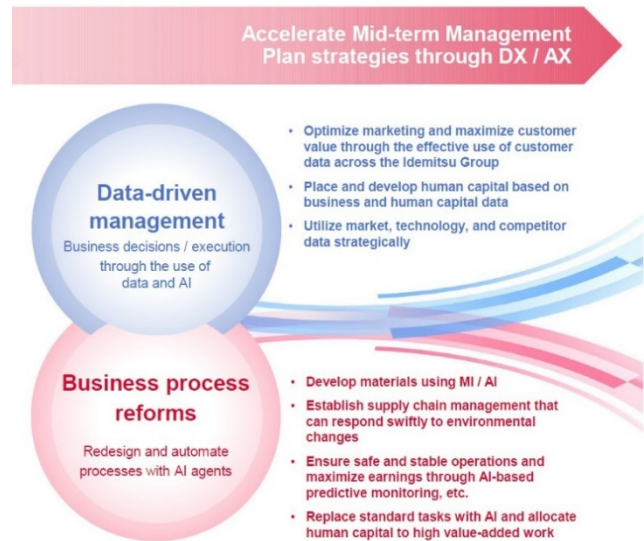 Accelerate Mid-term Management
Plan strategies through DX / AX
Data-driven
management
Business decisions / execution
through the use of
data and AI
• Optimize marketing and maximize customer
value through the effective use of customer
data across the Idemitsu Group
• Place and develop human capital based on
business and human capital data
• Utilize market, technology, and competitor
data strategically
Business process
reforms
Redesign and automate
processes with AI agents
• Develop materials using MI / AI
• Establish supply chain management that
can respond swiftly to environmental
changes
• Ensure safe and stable operations and
maximize earnings through AI-based
predictive monitoring, etc.
• Replace standard tasks with AI and allocate
human capital to high value-added work